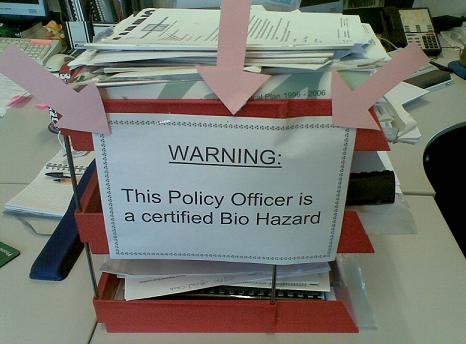 Plan 1996 - 2006
WARNING:
This Policy Officer is
a certified Bio Hazard